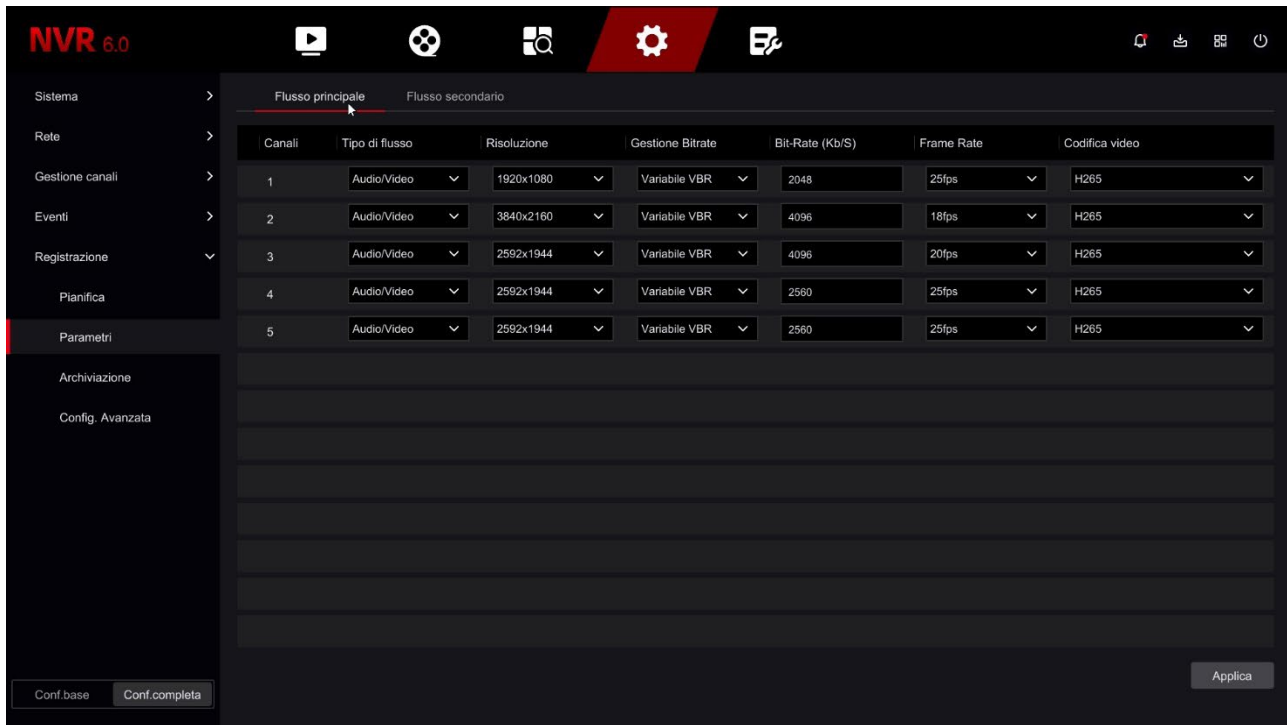 NVR 6.0
Sistema
Rete
Gestione canali
Eventi
Registrazione
Pianifica
Parametri
Archiviazione
Config. Avanzata
Conf.base Conf.completa
Flusso principale Flusso secondario
Canali Tipo di flusso Risoluzione Gestione Bitrate Bit-Rate (Kb/S) Frame Rate Codifica video
1 Audio/Video 1920x1080 Variabile VBR 2048 25fps H265
2 Audio/Video 3840x2160 Variabile VBR 4096 18fps H265
3 Audio/Video 2592x1944 Variabile VBR 4096 20fps H265
4 Audio/Video 2592x1944 Variabile VBR 2560 25fps H265
5 Audio/Video 2592x1944 Variabile VBR 2560 25fps H265
Applica